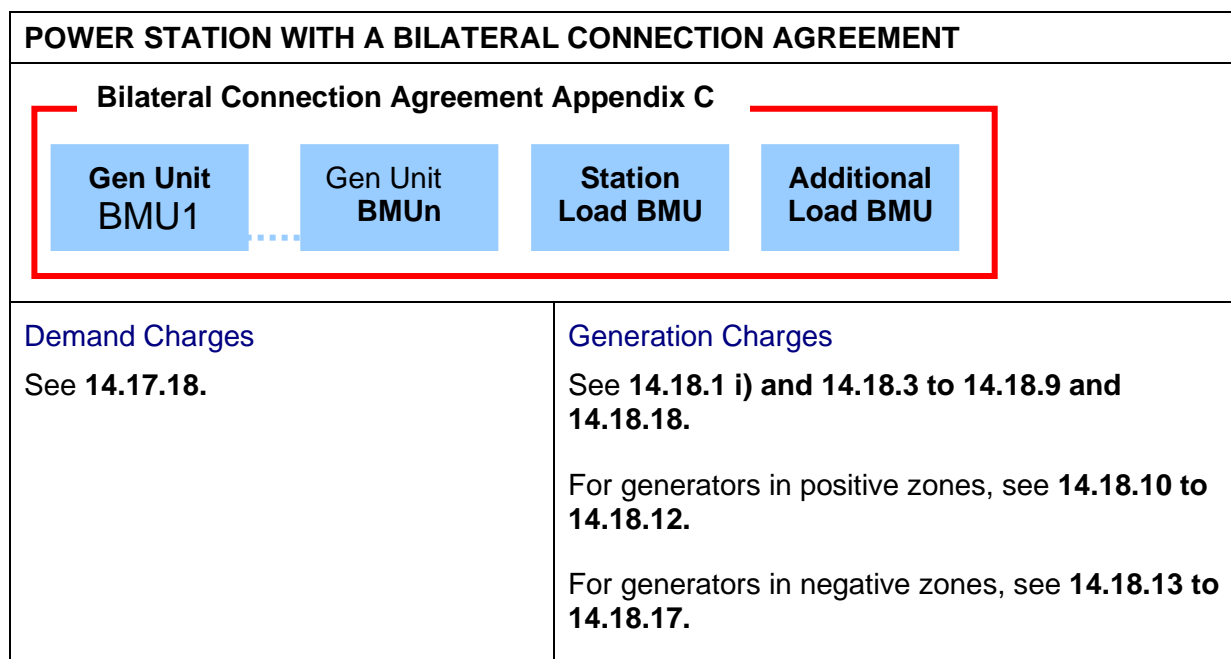 POWER STATION WITH A BILATERAL CONNECTION AGREEMENT
Bilateral Connection Agreement Appendix C
Gen Unit
BMU1
Gen Unit
BMUn
Station
Load BMU
Additional
Load BMU
Demand Charges
See 14.17.18.
Generation Charges
See 14.18.1 i) and 14.18.3 to 14.18.9 and
14.18.18.
For generators in positive zones, see 14.18.10 to
14.18.12.
For generators in negative zones, see 14.18.13 to
14.18.17.